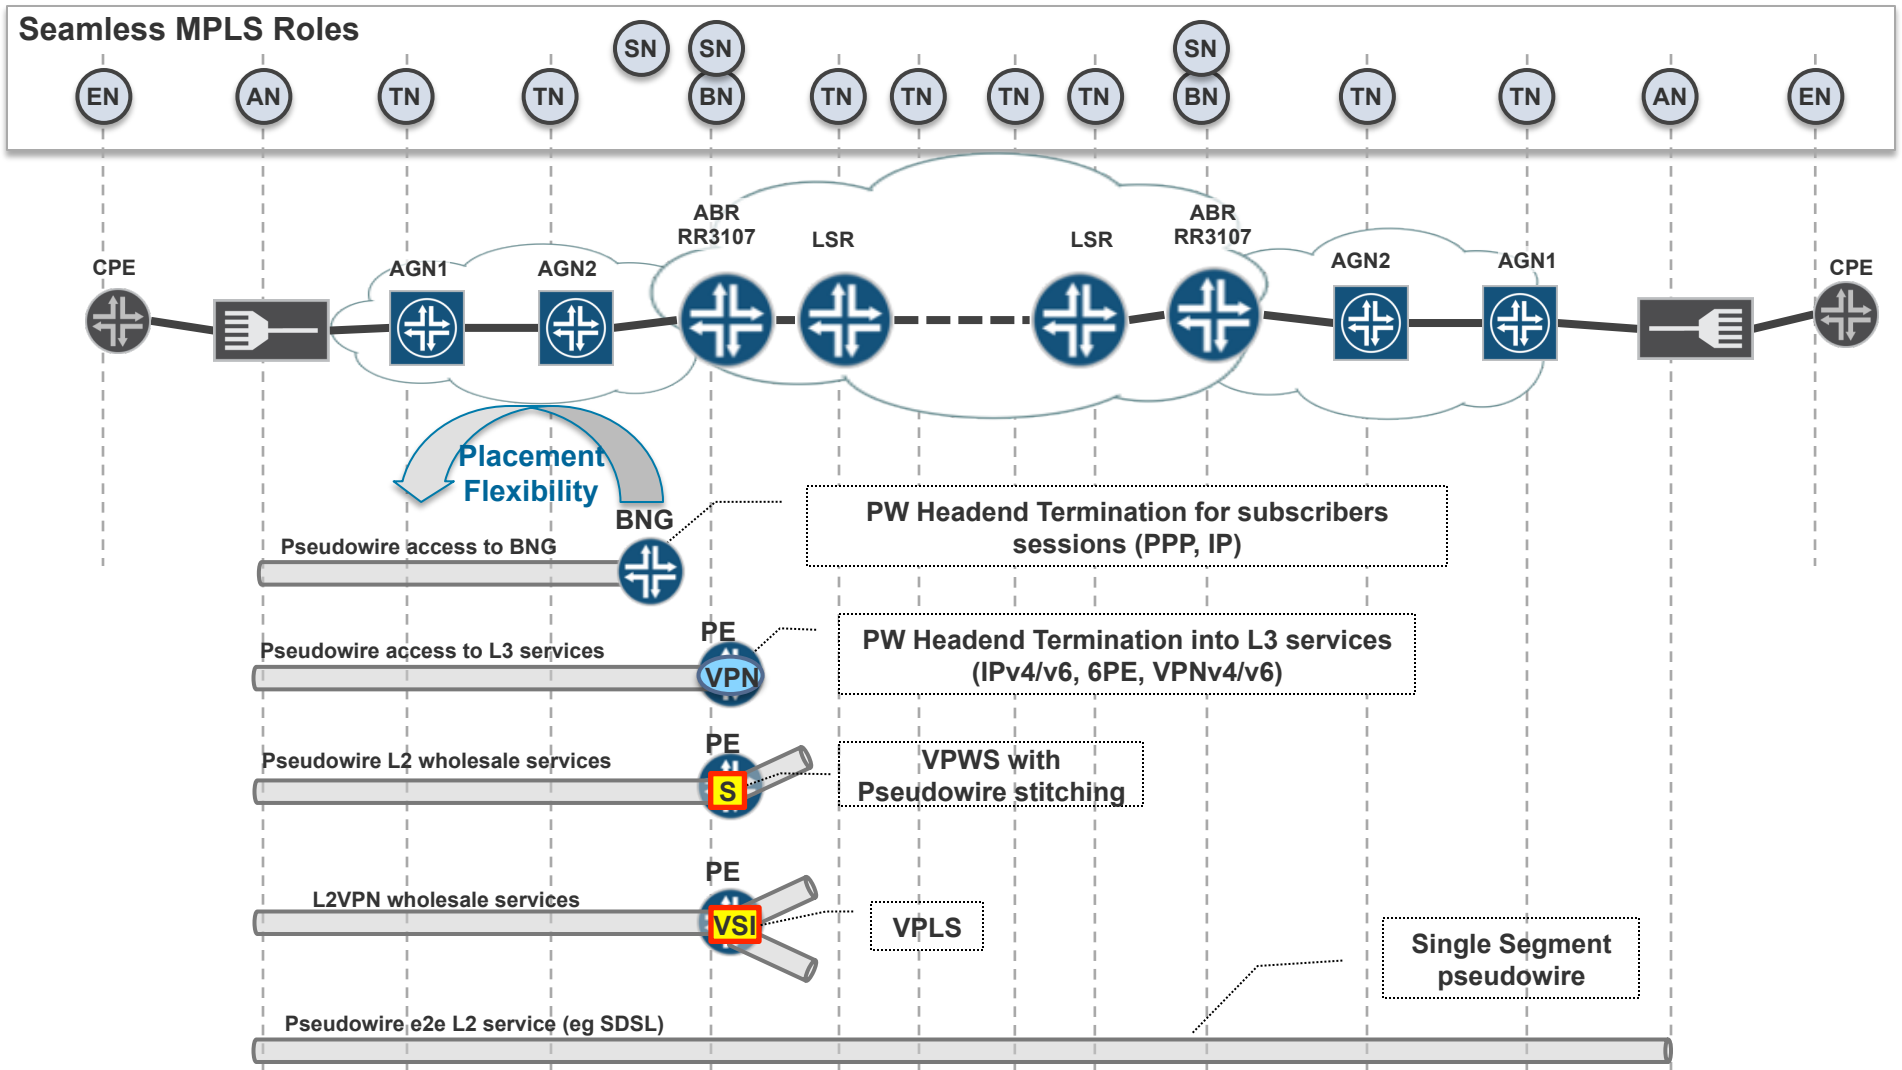 Seamless MPLS Roles
SN
SN
SN
EN
AN
TN
TN
BN
TN
TN
TN
TN
BN
TN
TN
AN
EN
ABR
RR3107
LSR
LSR
ABR
RR3107
CPE
AGN1
AGN2
AGN2
AGN1
CPE
Placement
Flexibility
BNG
PW Headend Termination for subscribers
sessions (PPP, IP)
Pseudowire access to BNG
PE
PW Headend Termination into L3 services
(IPv4/v6, 6PE, VPNv4/v6)
Pseudowire access to L3 services
VPN
PE
VPWS with
Pseudowire stitching
Pseudowire L2 wholesale services
S
PE
L2VPN wholesale services
VSI
VPLS
Single Segment
pseudowire
Pseudowire e2e L2 service (eg SDSL)